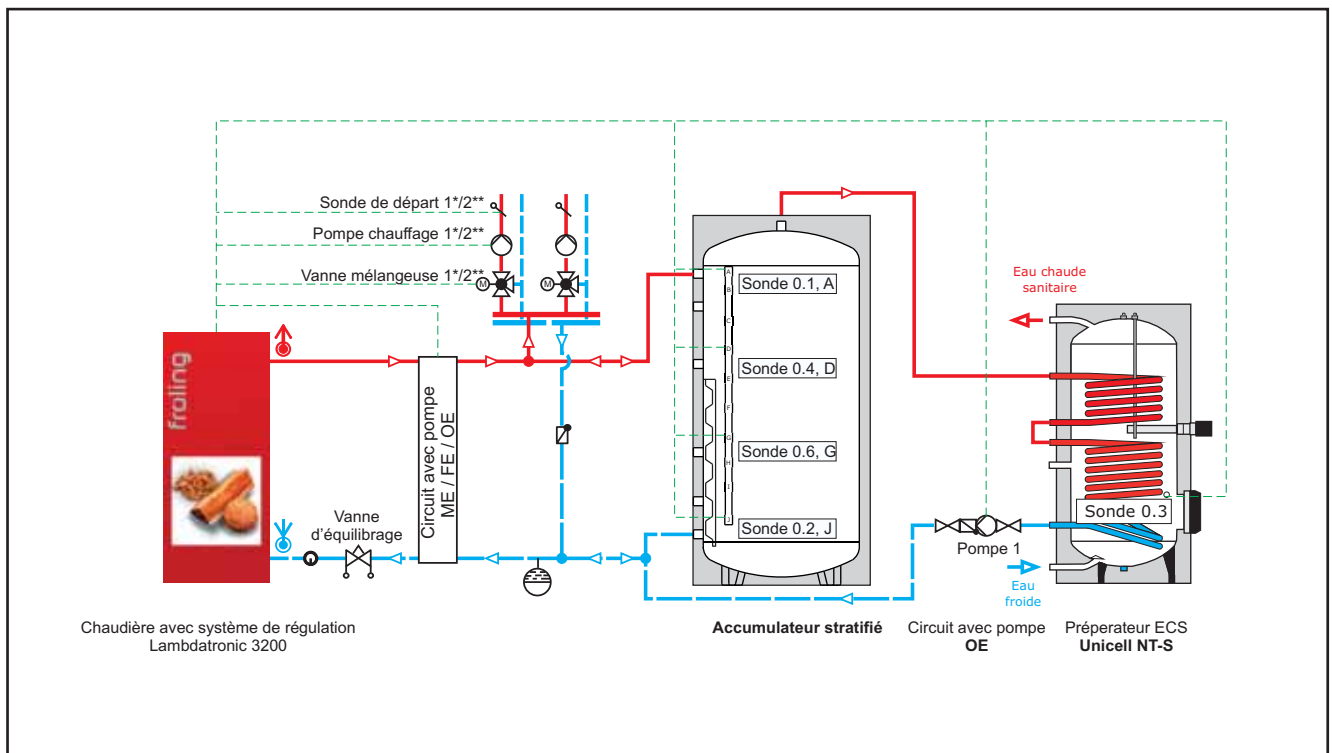 Sonde de départ 1*/2**
Pompe chauffage 1*/2**
Vanne mélangeuse 1*/2**
M
M
froling
Circuit avec pompe
ME / FE / OE
Vanne
d'équilibrage
A
B
C
D
E
F
G
H
I
J
Sonde 0.1, A
Sonde 0.4, D
Sonde 0.6, G
Sonde 0.2, J
Eau chaude
sanitaire
Sonde 0.3
Pompe 1
Eau
froide
Chaudière avec système de régulation
Lambdatronic 3200
Accumulateur stratifié
Circuit avec pompe
OE
Préperateur ECS
Unicell NT-S